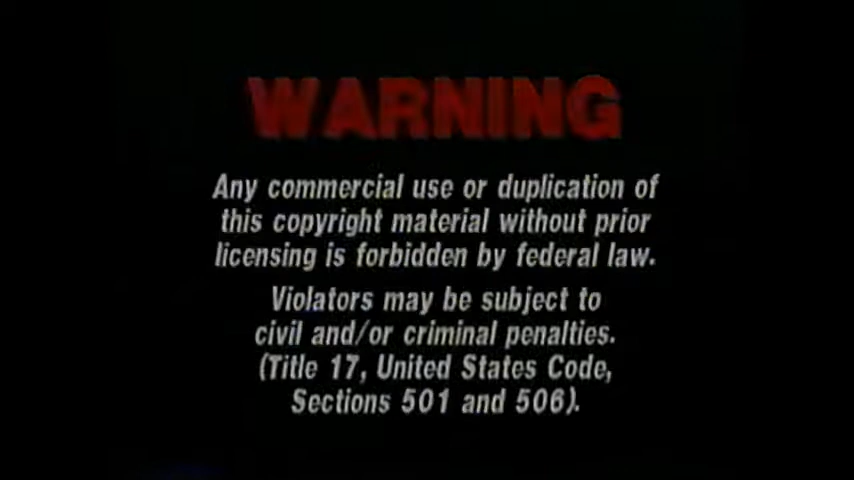 WARNING
Any commercial use or duplication of
this copyright material without prior
licensing is forbidden by federal law.
Violators may be subject to
civil and/or criminal penalties.
(Title 17, United States Code,
Sections 501 and 506).